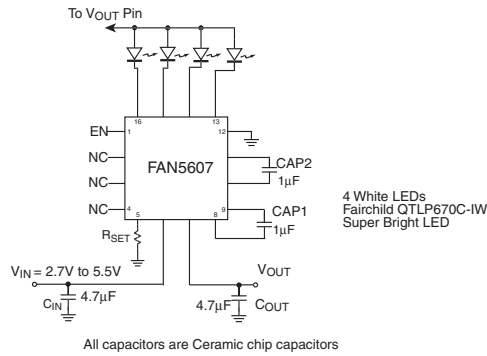 To VOUT Pin
16
13
EN
1
12
NC
FAN5607
CAP2
1µF
NC
NC
4
9
CAP1
1µF
5
8
RSET
4 White LEDs
Fairchild QTLP670C-IW
Super Bright LED
VIN = 2.7V to 5.5V
VOUT
CIN
4.7µF
4.7µF
COUT
All capacitors are Ceramic chip capacitors